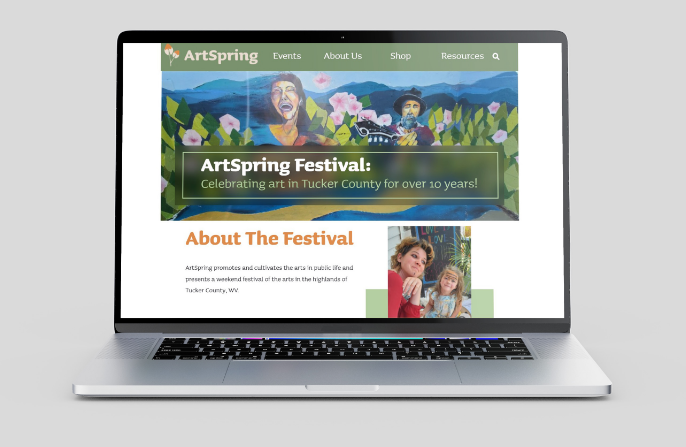 ArtSpring Events About Us Shop Resources
ArtSpring Festival:
Celebrating art in Tucker County for over 10 years!
About The Festival
ArtSpring promotes and cultivates the arts in public life and
presents a weekend festival of the arts in the highlands of
Tucker County, WV